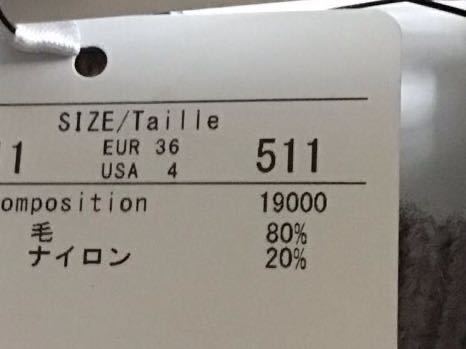 SIZE/Taille
EUR 36
USA 4
511
omposition 19000
毛 80%
ナイロン 20%